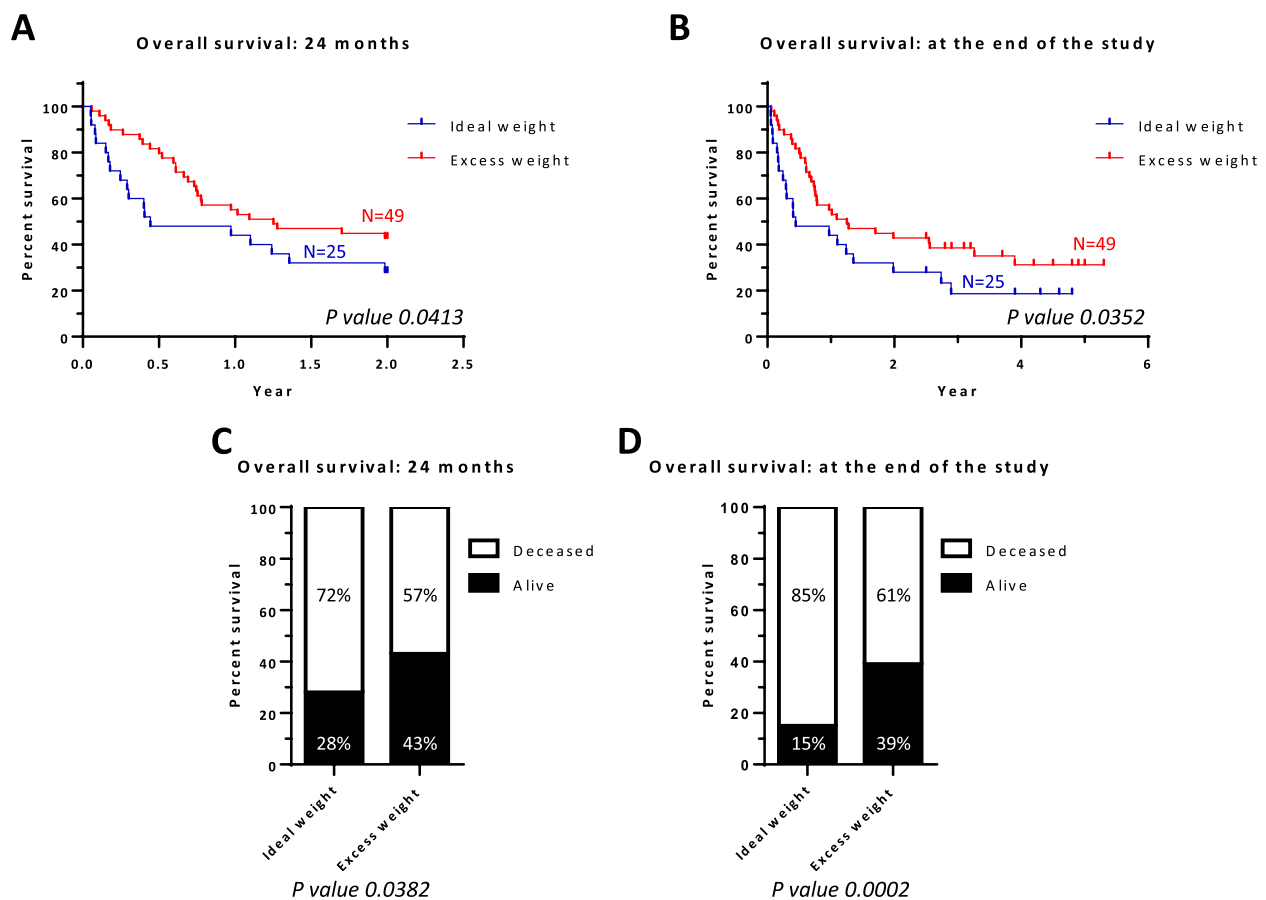 A
Overall survival: 24 months
Percent survival
100
80
60
40
20
0
0.0
0.5
1.0
1.5
2.0
2.5
Year
Ideal weight
Excess weight
N=49
N=25
P value 0.0413
B
Overall survival: at the end of the study
Percent survival
100
80
60
40
20
0
0
2
4
6
Year
Ideal weight
Excess weight
N=49
N=25
P value 0.0352
C
Overall survival: 24 months
Percent survival
100
80
60
40
20
0
72%
57%
28%
43%
Deceased
Alive
Ideal weight
Excess weight
P value 0.0382
D
Overall survival: at the end of the study
Percent survival
100
80
60
40
20
0
85%
61%
15%
39%
Deceased
Alive
Ideal weight
Excess weight
P value 0.0002